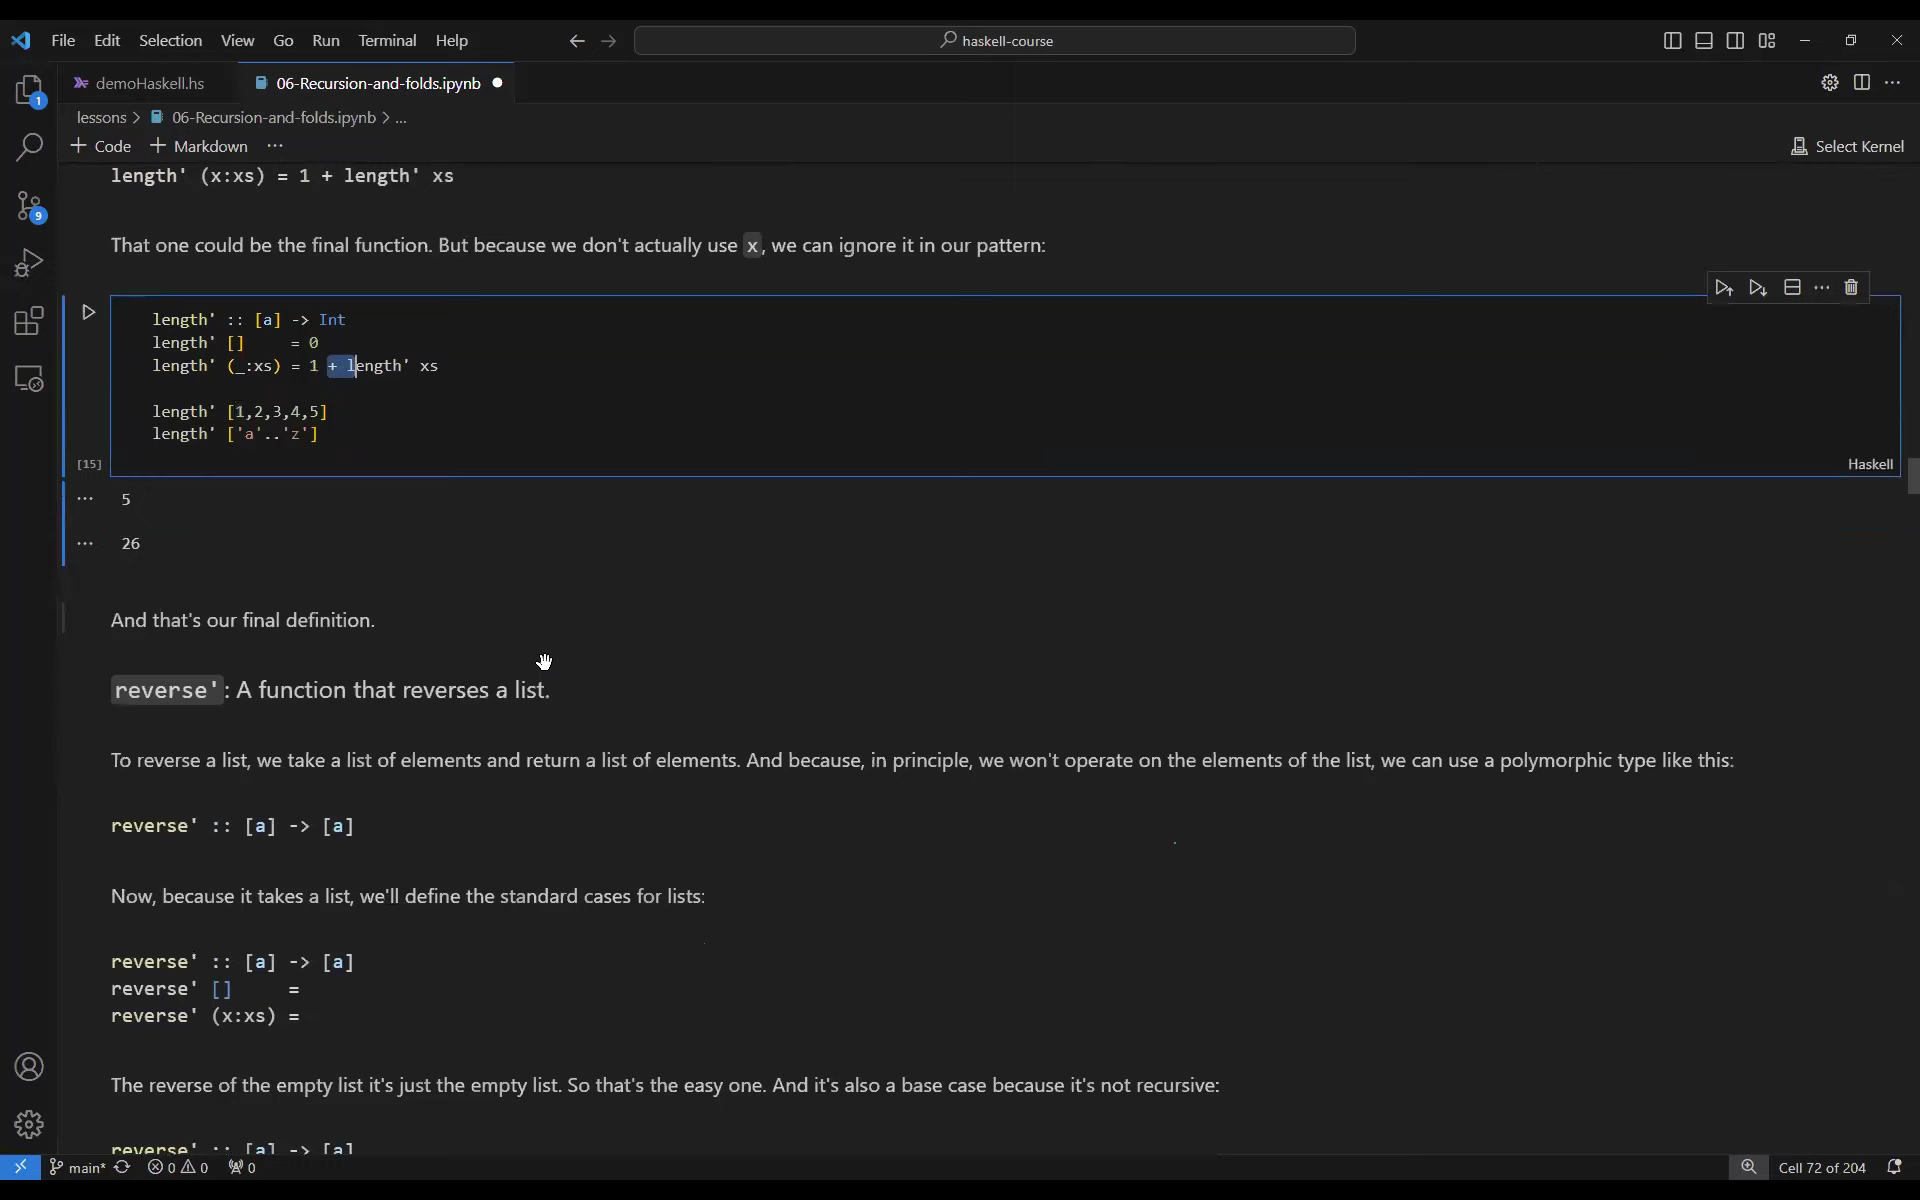 File Edit Selection View Go Run Terminal Help haskell-course
demoHaskell.hs 06-Recursion-and-folds.ipynb
1
lessons > 06-Recursion-and-folds.ipynb > ...
+ Code + Markdown ... Select Kernel
length' (x:xs) = 1 + length' xs
9
That one could be the final function. But because we don't actually use x, we can ignore it in our pattern:
length' :: [a] -> Int
length' [] = 0
length' (_:xs) = 1 + length' xs
length' [1,2,3,4,5]
length' ['a'..'z']
[15] Haskell
... 5
... 26
And that's our final definition.
reverse': A function that reverses a list.
To reverse a list, we take a list of elements and return a list of elements. And because, in principle, we won't operate on the elements of the list, we can use a polymorphic type like this:
reverse' :: [a] -> [a]
Now, because it takes a list, we'll define the standard cases for lists:
reverse' :: [a] -> [a]
reverse' [] =
reverse' (x:xs) =
The reverse of the empty list it's just the empty list. So that's the easy one. And it's also a base case because it's not recursive:
reverse' :: [a] -> [a]
main* 0 0 0 Cell 72 of 204